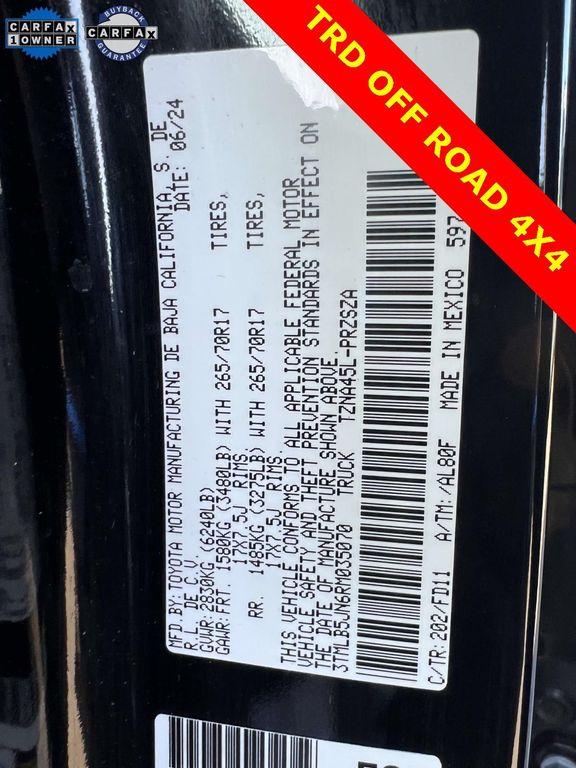 CARFAX
1 OWNER
BUYBACK
CARFAX
GUARANTEE
TRD OFF ROAD 4X4
MFD BY: TOYOTA MOTOR MANUFACTURING DE BAJA CALIFORNIA, S. DE
R.L. DE C.V. DATE: 06/24
GVWR: 2830KG (6240LB)
GAWR: FRT. 1580KG (3480LB) WITH 265/70R17 TIRES,
17X7.5J RIMS.
RR. 1485KG (3275LB) WITH 265/70R17 TIRES,
17X7.5J RIMS.
THIS VEHICLE CONFORMS TO ALL APPLICABLE FEDERAL MOTOR
VEHICLE SAFETY AND THEFT PREVENTION STANDARDS IN EFFECT ON
THE DATE OF MANUFACTURE SHOWN ABOVE.
3TMLB5JN6RM035070 TRUCK TZNA45L-PRZSZA
C/TR: 202/FD11 A/TM: /AL80F MADE IN MEXICO 597